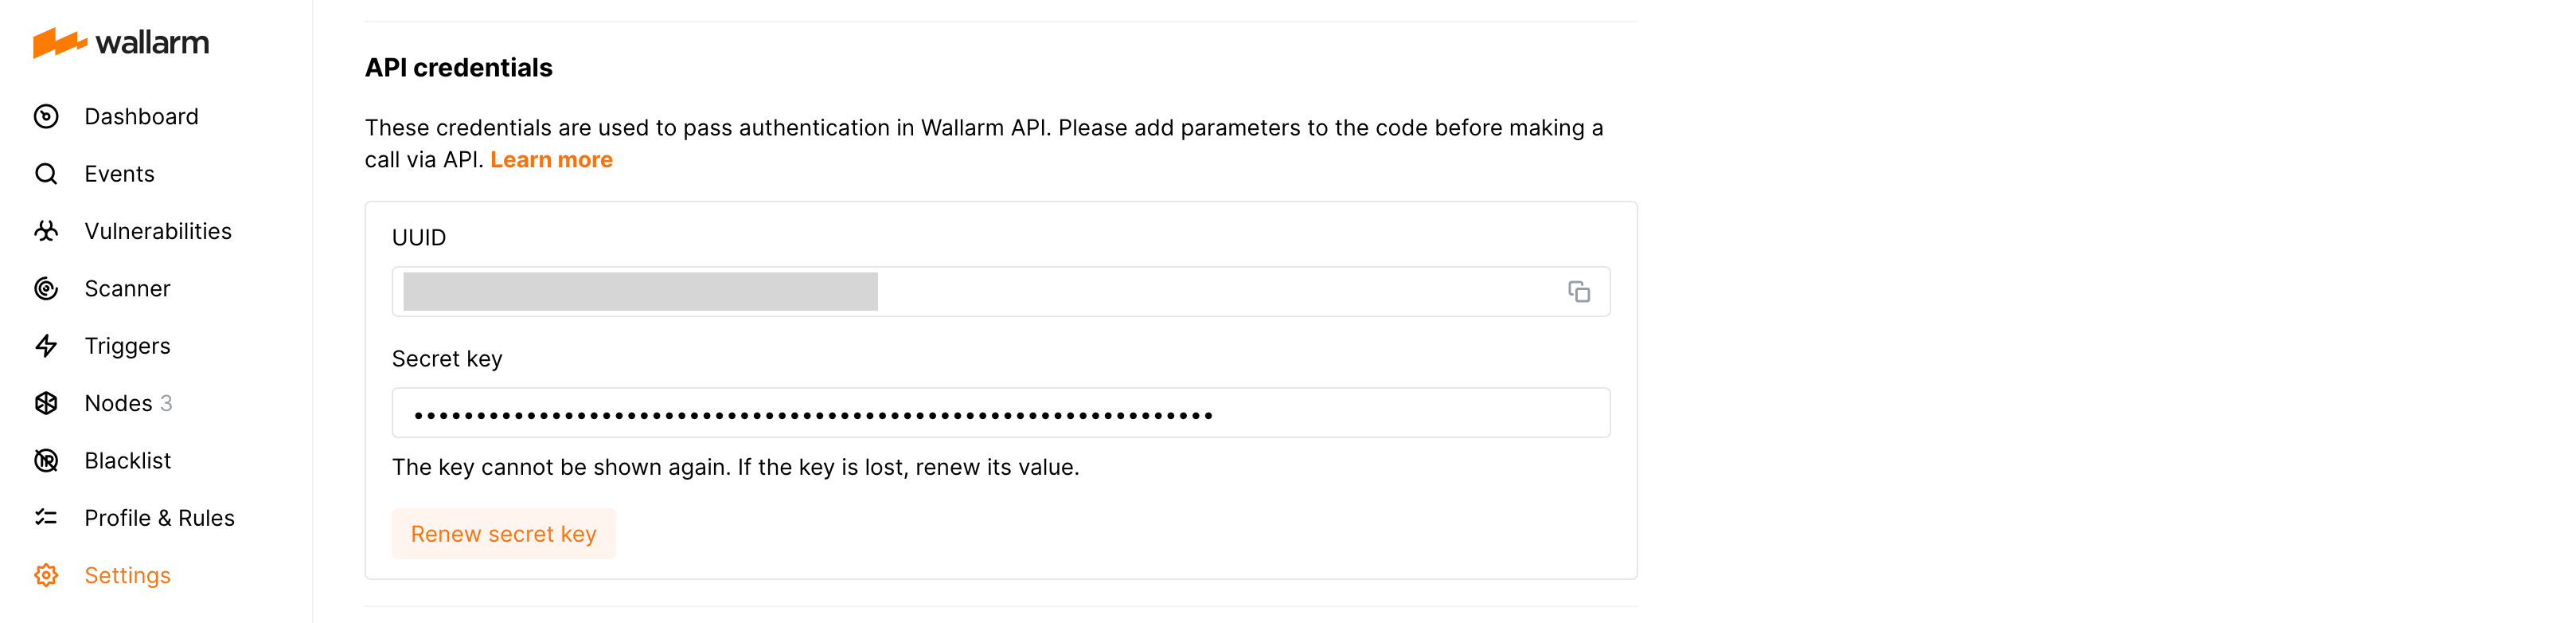 wallarm
Dashboard
Events
Vulnerabilities
Scanner
Triggers
Nodes 3
Blacklist
Profile & Rules
Settings
API credentials
These credentials are used to pass authentication in Wallarm API. Please add parameters to the code before making a
call via API. Learn more
UUID
Secret key
••••••••••••••••••••••••••••••••••••••••••••••••••••••••••••••••
The key cannot be shown again. If the key is lost, renew its value.
Renew secret key